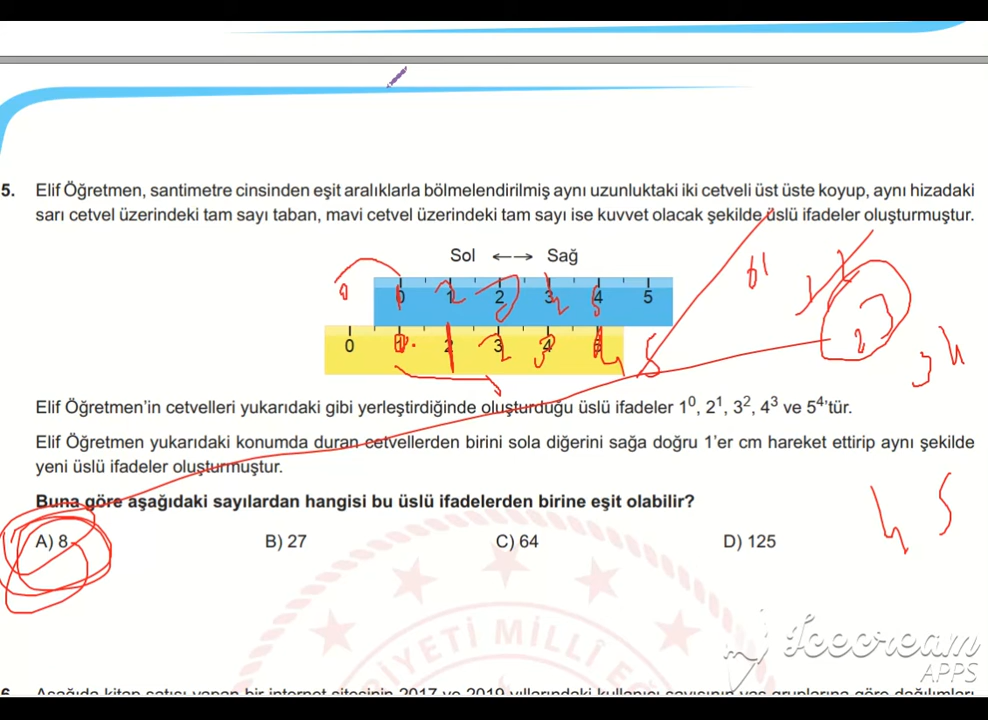 5. Elif Öğretmen, santimetre cinsinden eşit aralıklarla bölmelendirilmiş aynı uzunluktaki iki cetveli üst üste koyup, aynı hizadaki
sarı cetvel üzerindeki tam sayı taban, mavi cetvel üzerindeki tam sayı ise kuvvet olacak şekilde üslü ifadeler oluşturmuştur.
Sol ←→ Sağ
0 1 2 3 4 5
0 1 2 3 4 5
Elif Öğretmen'in cetvelleri yukarıdaki gibi yerleştirdiğinde oluşturduğu üslü ifadeler 1⁰, 2¹, 3², 4³ ve 5⁴'tür.
Elif Öğretmen yukarıdaki konumda duran cetvellerden birini sola diğerini sağa doğru 1'er cm hareket ettirip aynı şekilde
yeni üslü ifadeler oluşturmuştur.
Buna göre aşağıdaki sayılardan hangisi bu üslü ifadelerden birine eşit olabilir?
A) 8 B) 27 C) 64 D) 125
Icecream
APPS